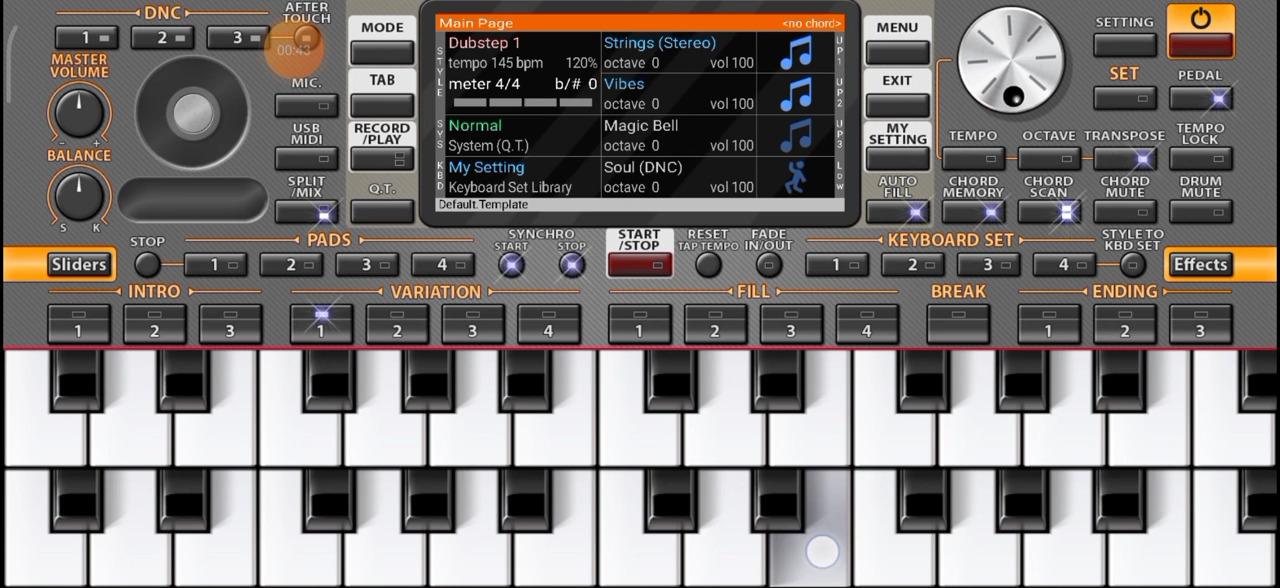 DNC
AFTER
TOUCH
1 2 3
00:43
MASTER
VOLUME
- +
BALANCE
S K
MIC.
USB
MIDI
SPLIT
/MIX
MODE
TAB
RECORD
/PLAY
Q.T.
Main Page <no chord>
STYLE
Dubstep 1
tempo 145 bpm 120%
meter 4/4 b/# 0
SYS
Normal
System (Q.T.)
KBD
My Setting
Keyboard Set Library
Strings (Stereo)
octave 0 vol 100
UP1
Vibes
octave 0 vol 100
UP2
Magic Bell
octave 0 vol 100
UP3
Soul (DNC)
octave 0 vol 100
LOW
Default.Template
MENU
EXIT
MY
SETTING
AUTO
FILL
SETTING
SET
PEDAL
TEMPO OCTAVE TRANSPOSE
TEMPO
LOCK
CHORD
MEMORY
CHORD
SCAN
CHORD
MUTE
DRUM
MUTE
Sliders
STOP
PADS
1 2 3 4
SYNCHRO
START STOP
START
/STOP
RESET
TAP TEMPO
FADE
IN/OUT
KEYBOARD SET
1 2 3 4
STYLE TO
KBD SET
Effects
INTRO
1 2 3
VARIATION
1 2 3 4
FILL
1 2 3 4
BREAK
ENDING
1 2 3